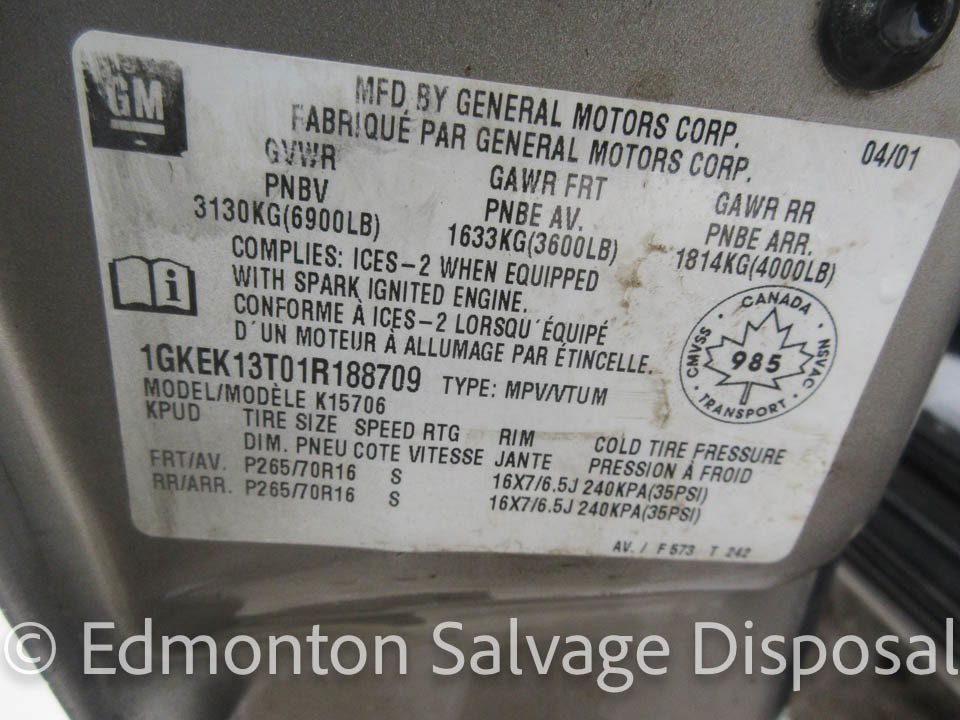 GM
MFD. BY GENERAL MOTORS CORP.
FABRIQUÉ PAR GENERAL MOTORS CORP.
04/01
GVWR GAWR FRT GAWR RR
PNBV PNBE AV. PNBE ARR.
3130KG(6900LB) 1633KG(3600LB) 1814KG(4000LB)
COMPLIES: ICES-2 WHEN EQUIPPED
WITH SPARK IGNITED ENGINE.
CONFORME À ICES-2 LORSQU´ÉQUIPÉ
D´UN MOTEUR À ALLUMAGE PAR ÉTINCELLE.
CANADA
CMVSS 985 NSVAC
TRANSPORT
1GKEK13T01R188709 TYPE: MPV/VTUM
MODEL/MODÈLE K15706
KPUD TIRE SIZE SPEED RTG RIM COLD TIRE PRESSURE
DIM. PNEU COTE VITESSE JANTE PRESSION À FROID
FRT/AV. P265/70R16 S 16X7/6.5J 240KPA(35PSI)
RR/ARR. P265/70R16 S 16X7/6.5J 240KPA(35PSI)
AV. / F573 T 242
© Edmonton Salvage Disposal